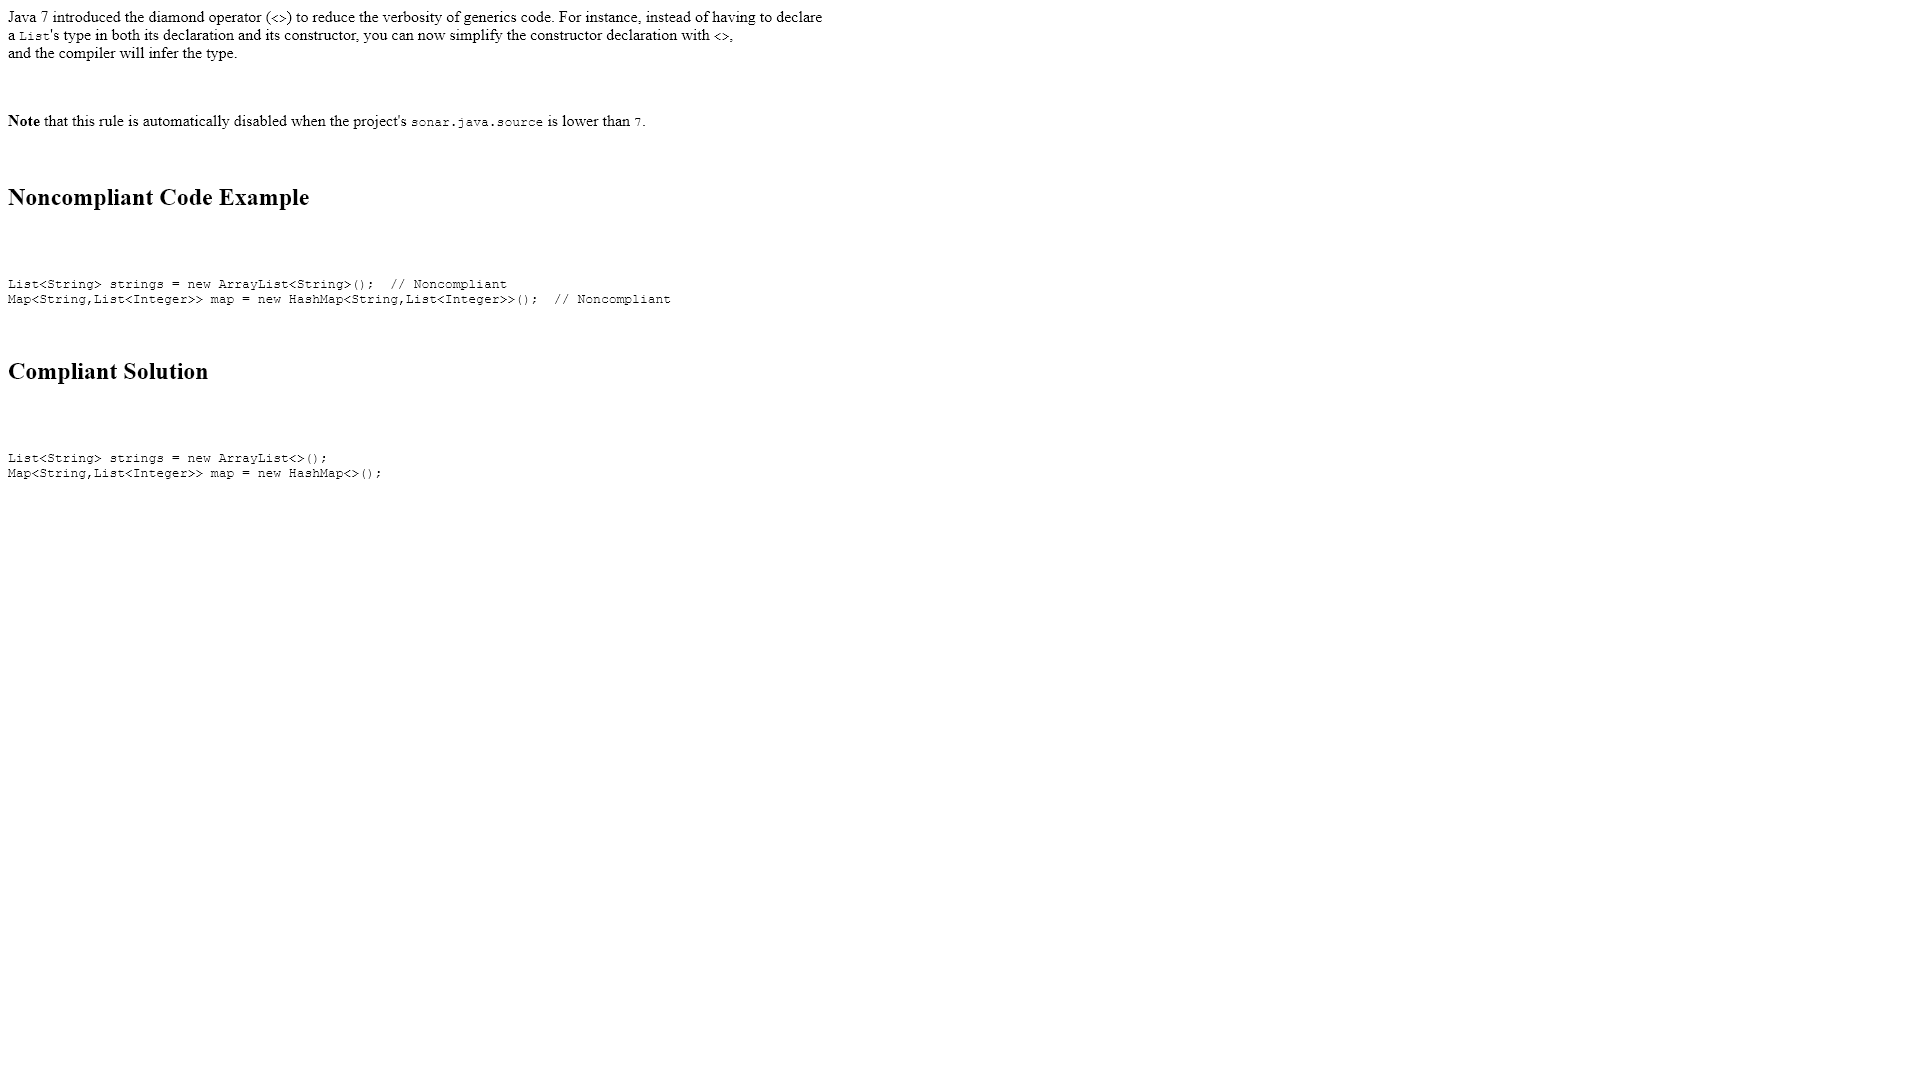 Java 7 introduced the diamond operator (<>) to reduce the verbosity of generics code. For instance, instead of having to declare
a List's type in both its declaration and its constructor, you can now simplify the constructor declaration with <>,
and the compiler will infer the type.
Note that this rule is automatically disabled when the project's sonar.java.source is lower than 7.
Noncompliant Code Example
List<String> strings = new ArrayList<String>();  // Noncompliant
Map<String,List<Integer>> map = new HashMap<String,List<Integer>>();  // Noncompliant
Compliant Solution
List<String> strings = new ArrayList<>();
Map<String,List<Integer>> map = new HashMap<>();